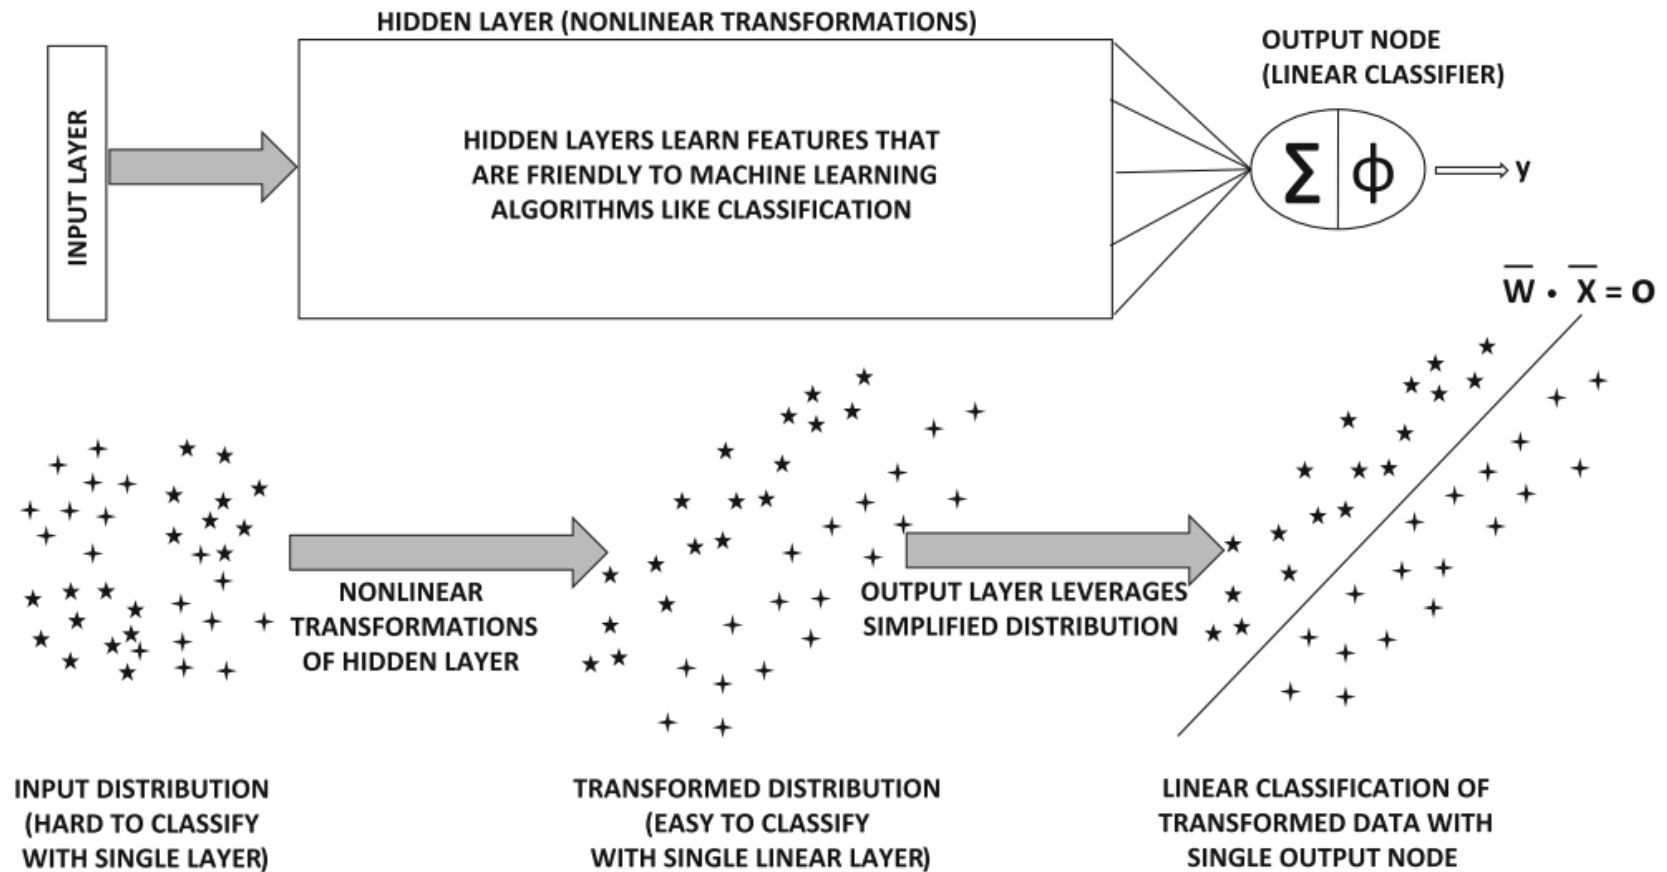 HIDDEN LAYER (NONLINEAR TRANSFORMATIONS)
INPUT LAYER
HIDDEN LAYERS LEARN FEATURES THAT
ARE FRIENDLY TO MACHINE LEARNING
ALGORITHMS LIKE CLASSIFICATION
OUTPUT NODE
(LINEAR CLASSIFIER)
∑ ϕ
y
W̅ · X̅ = 0
NONLINEAR
TRANSFORMATIONS
OF HIDDEN LAYER
OUTPUT LAYER LEVERAGES
SIMPLIFIED DISTRIBUTION
INPUT DISTRIBUTION
(HARD TO CLASSIFY
WITH SINGLE LAYER)
TRANSFORMED DISTRIBUTION
(EASY TO CLASSIFY
WITH SINGLE LINEAR LAYER)
LINEAR CLASSIFICATION OF
TRANSFORMED DATA WITH
SINGLE OUTPUT NODE